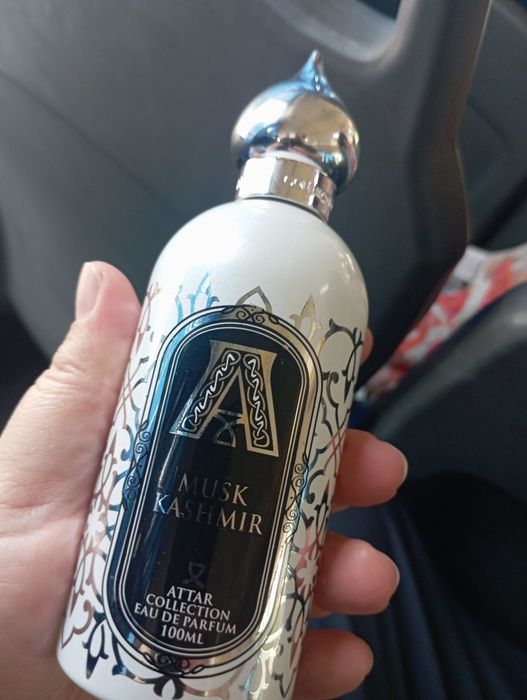 A
MUSK
KASHMIR
ATTAR
COLLECTION
EAU DE PARFUM
100ML